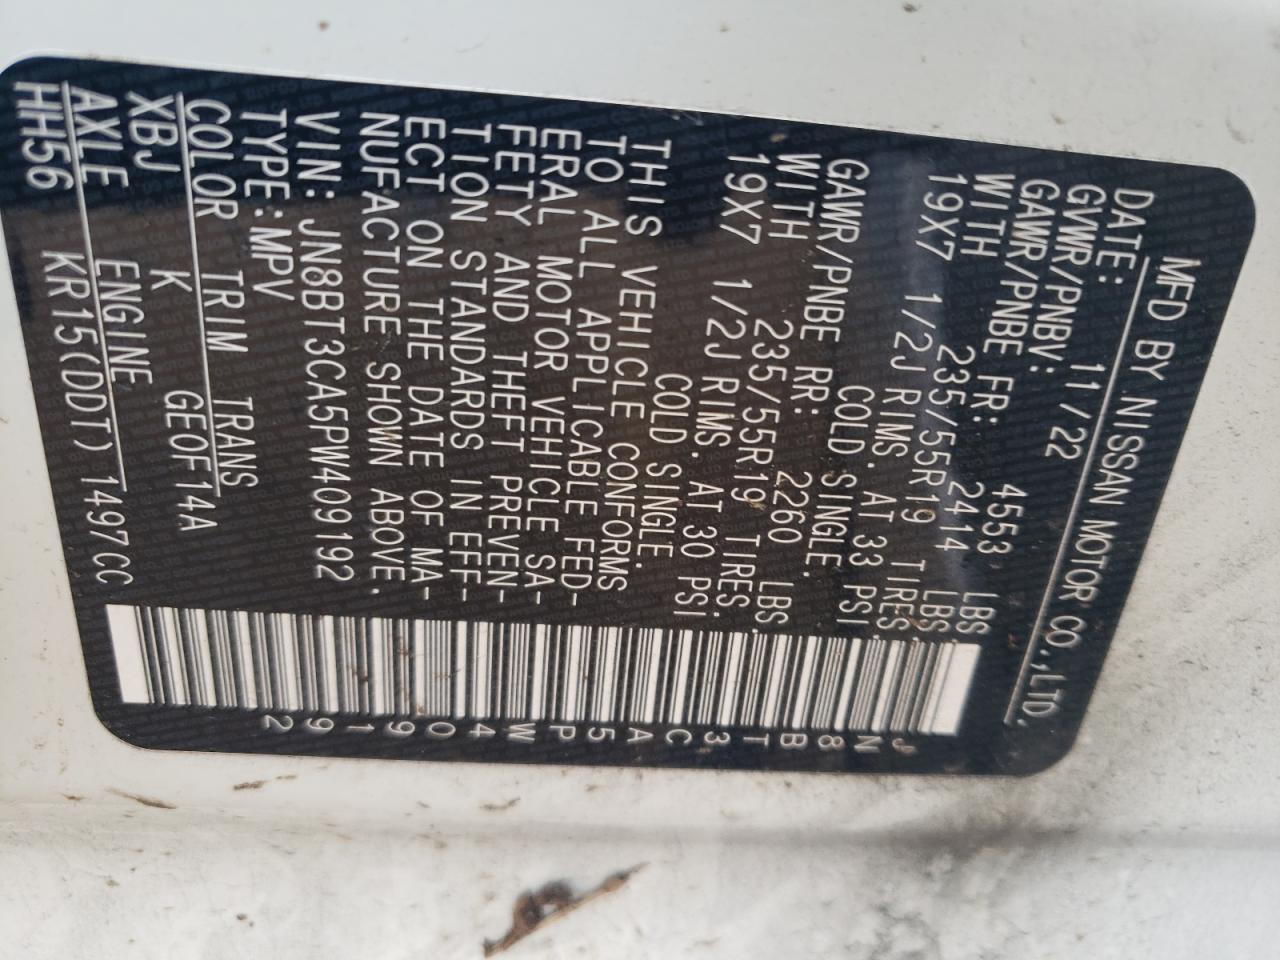 MFD BY NISSAN MOTOR CO.,LTD.
DATE: 11/22
GVWR/PNBV: 4553 LBS
GAWR/PNBE FR: 2414 LBS
WITH 235/55R19 TIRES,
19X7 1/2J RIMS. AT 33 PSI
COLD SINGLE.
GAWR/PNBE RR: 2260 LBS.
WITH 235/55R19 TIRES.
19X7 1/2J RIMS. AT 30 PSI
COLD SINGLE.
THIS VEHICLE CONFORMS
TO ALL APPLICABLE FED-
ERAL MOTOR VEHICLE SA-
FETY AND THEFT PREVEN-
TION STANDARDS IN EFF-
ECT ON THE DATE OF MA-
NUFACTURE SHOWN ABOVE.
VIN: JN8BT3CA5PW409192
TYPE:MPV
COLOR TRIM TRANS
XBJ K GEOF14A
AXLE ENGINE
HH56 KR15(DDT) 1497CC
JN8BT3CA5PW409192